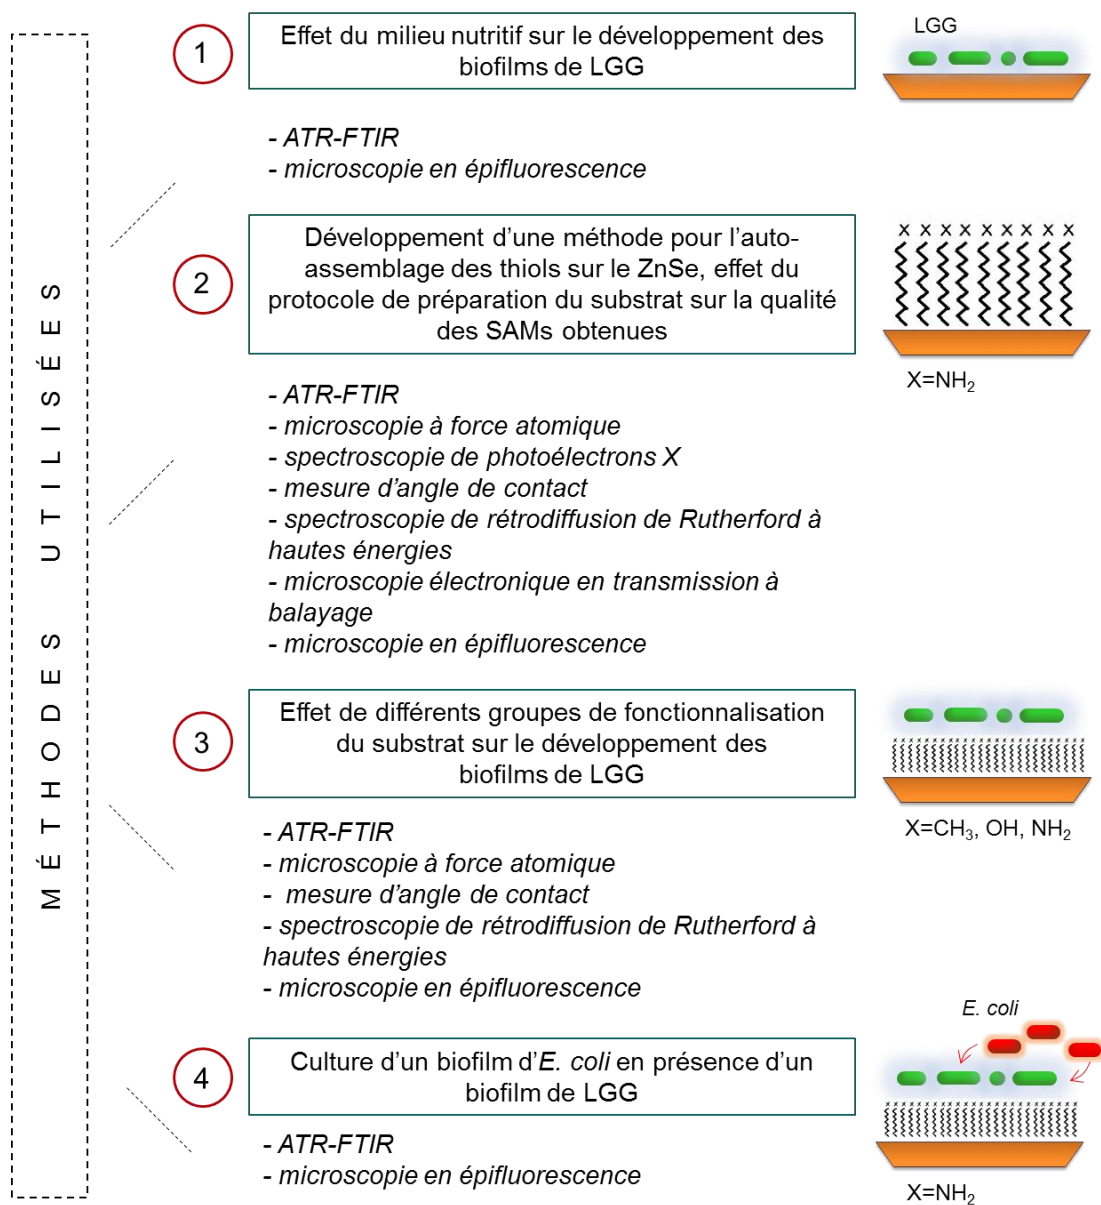 MÉTHODES UTILISÉES
1
Effet du milieu nutritif sur le développement des
biofilms de LGG
LGG
- ATR-FTIR
- microscopie en épifluorescence
2
Développement d’une méthode pour l’auto-
assemblage des thiols sur le ZnSe, effet du
protocole de préparation du substrat sur la qualité
des SAMs obtenues
X X X X X X X X X
X=NH₂
- ATR-FTIR
- microscopie à force atomique
- spectroscopie de photoélectrons X
- mesure d’angle de contact
- spectroscopie de rétrodiffusion de Rutherford à
hautes énergies
- microscopie électronique en transmission à
balayage
- microscopie en épifluorescence
3
Effet de différents groupes de fonctionnalisation
du substrat sur le développement des
biofilms de LGG
X=CH₃, OH, NH₂
- ATR-FTIR
- microscopie à force atomique
- mesure d’angle de contact
- spectroscopie de rétrodiffusion de Rutherford à
hautes énergies
- microscopie en épifluorescence
4
Culture d’un biofilm d’E. coli en présence d’un
biofilm de LGG
E. coli
X=NH₂
- ATR-FTIR
- microscopie en épifluorescence